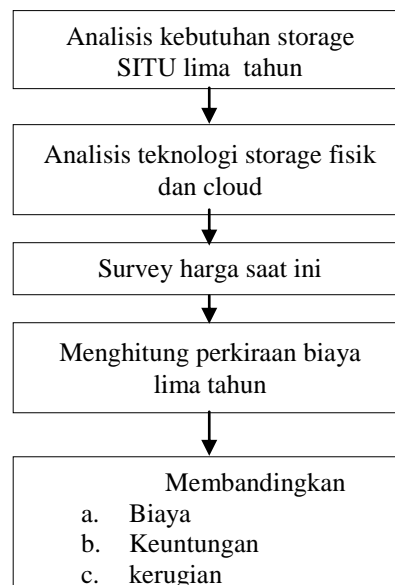 Analisis kebutuhan storage
SITU lima tahun
Analisis teknologi storage fisik
dan cloud
Survey harga saat ini
Menghitung perkiraan biaya
lima tahun
Membandingkan
a. Biaya
b. Keuntungan
c. kerugian